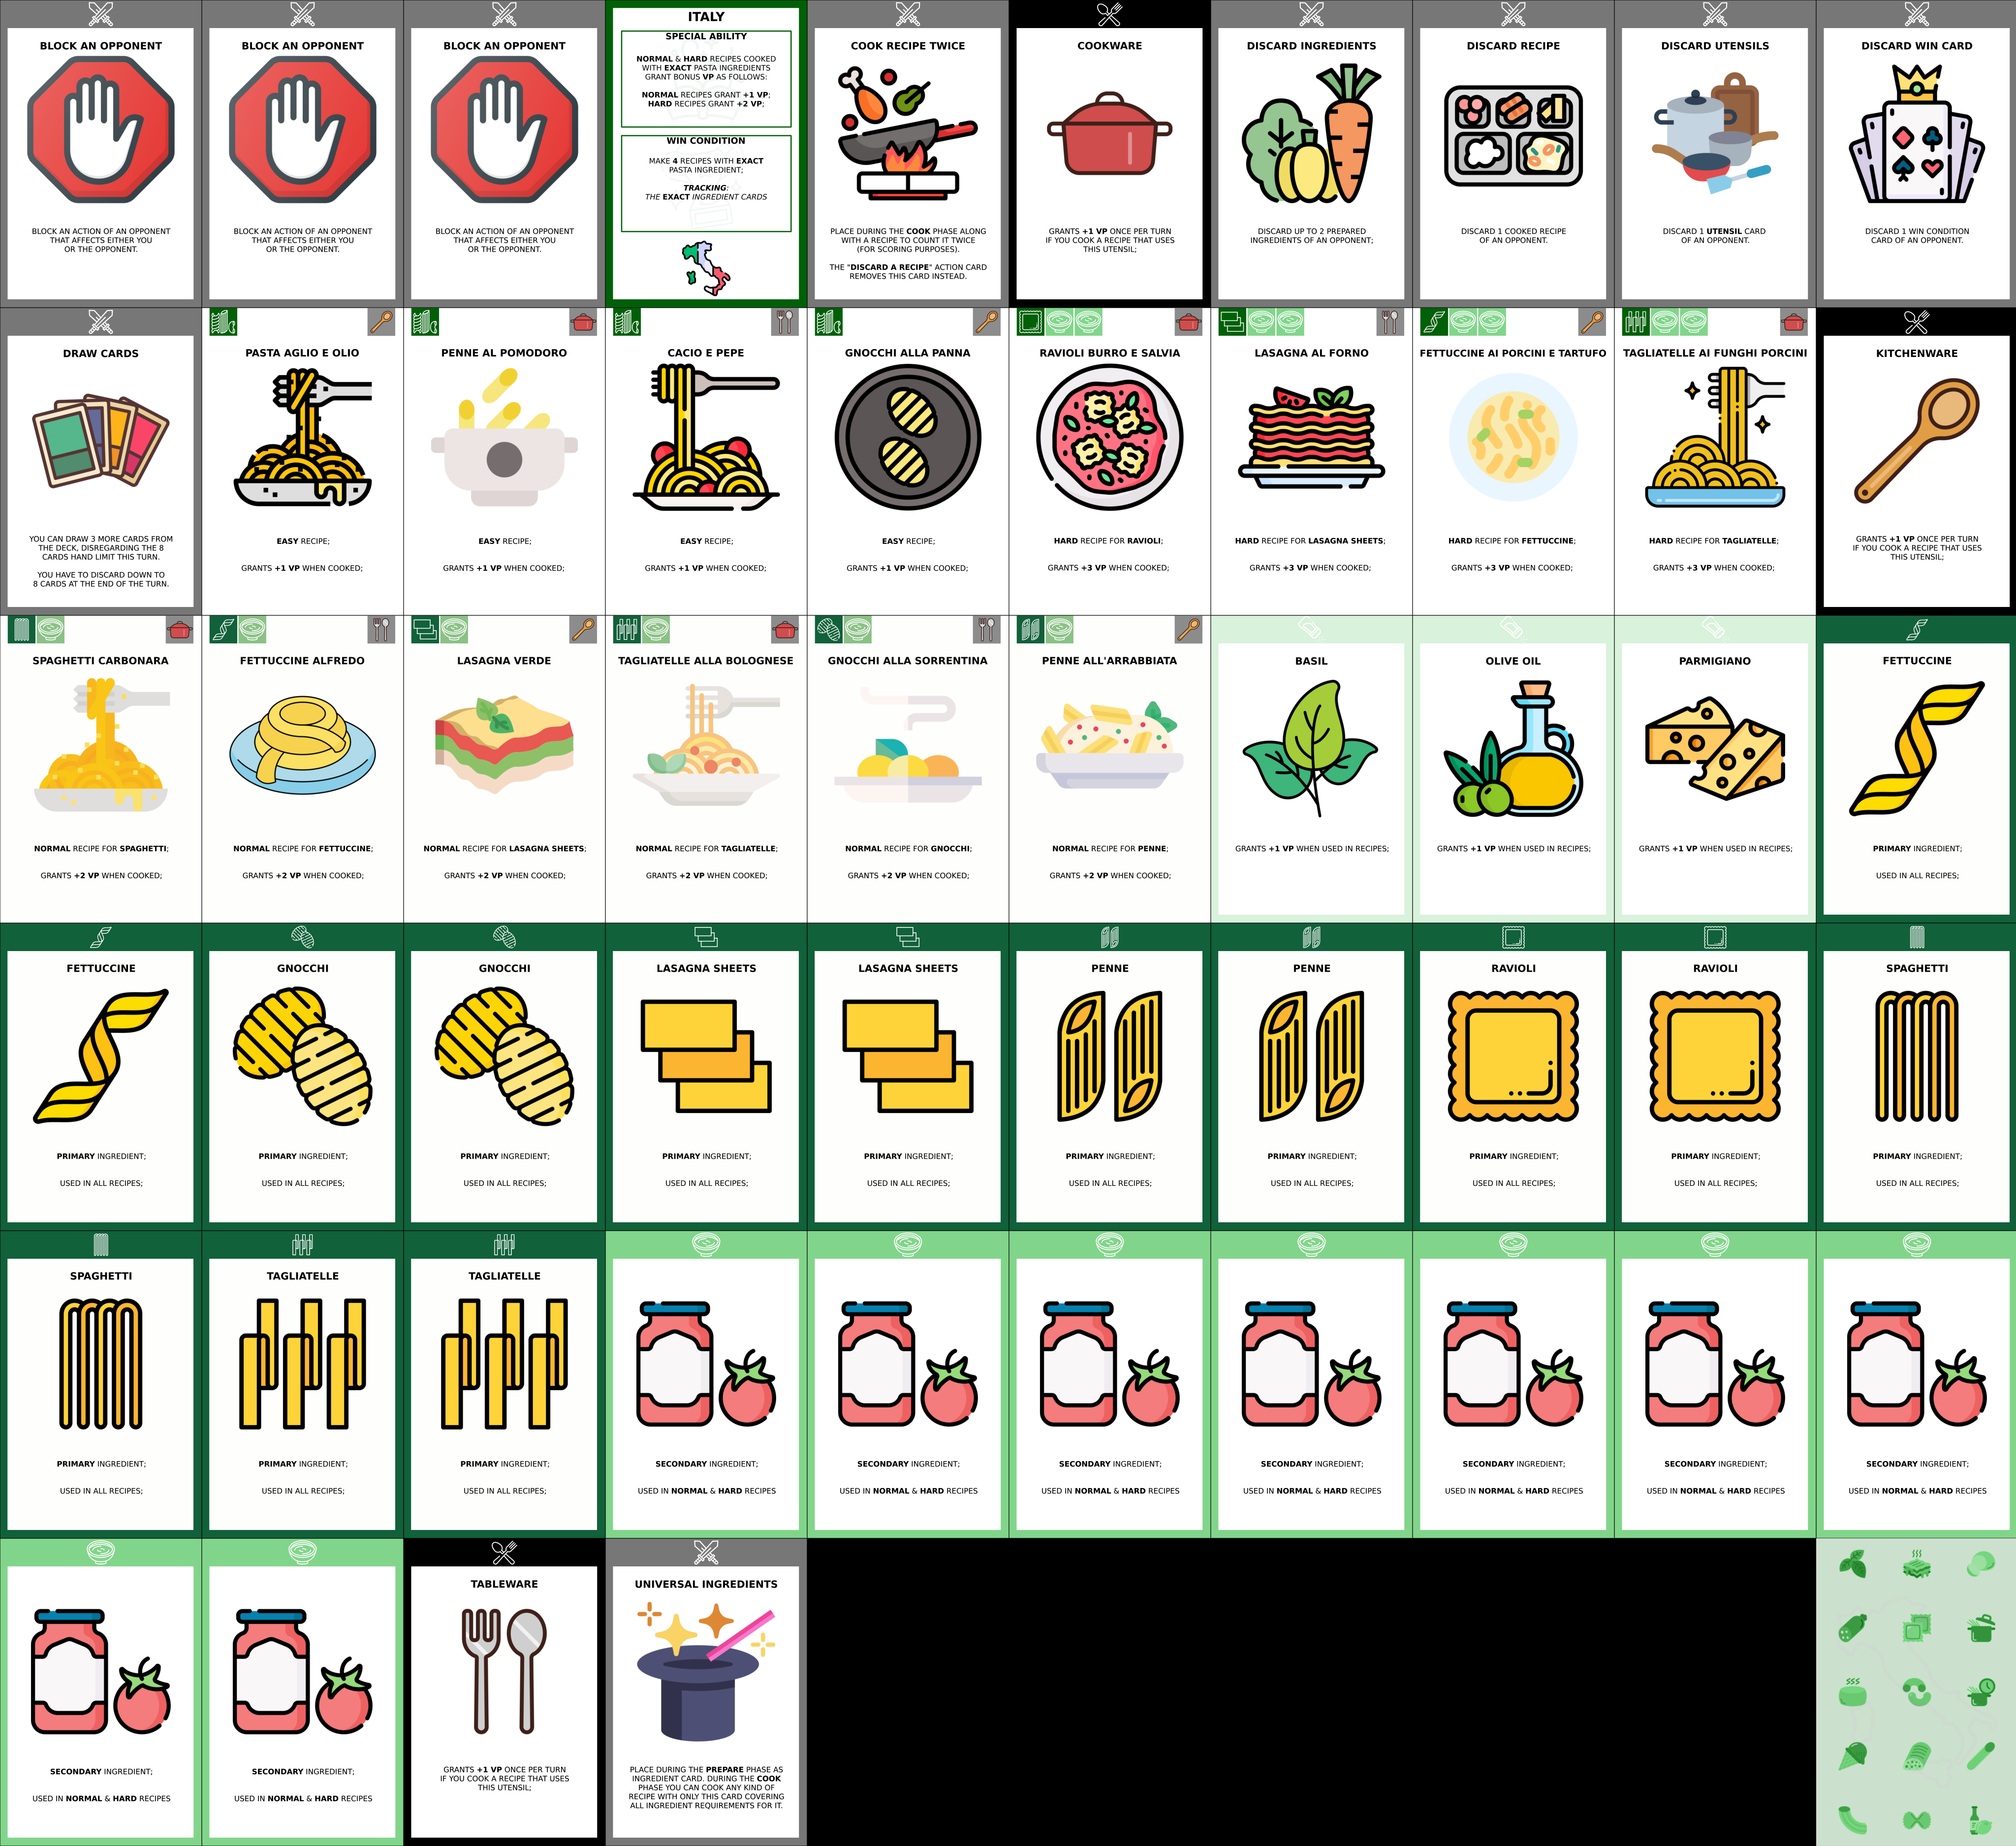 BLOCK AN OPPONENT
BLOCK AN ACTION OF AN OPPONENT
THAT AFFECTS EITHER YOU
OR THE OPPONENT.
BLOCK AN OPPONENT
BLOCK AN ACTION OF AN OPPONENT
THAT AFFECTS EITHER YOU
OR THE OPPONENT.
BLOCK AN OPPONENT
BLOCK AN ACTION OF AN OPPONENT
THAT AFFECTS EITHER YOU
OR THE OPPONENT.
ITALY
SPECIAL ABILITY
NORMAL & HARD RECIPES COOKED
WITH EXACT PASTA INGREDIENTS
GRANT BONUS VP AS FOLLOWS:
NORMAL RECIPES GRANT +1 VP;
HARD RECIPES GRANT +2 VP;
WIN CONDITION
MAKE 4 RECIPES WITH EXACT
PASTA INGREDIENT;
TRACKING:
THE EXACT INGREDIENT CARDS
COOK RECIPE TWICE
PLACE DURING THE COOK PHASE ALONG
WITH A RECIPE TO COUNT IT TWICE
(FOR SCORING PURPOSES).
THE "DISCARD A RECIPE" ACTION CARD
REMOVES THIS CARD INSTEAD.
COOKWARE
GRANTS +1 VP ONCE PER TURN
IF YOU COOK A RECIPE THAT USES
THIS UTENSIL;
DISCARD INGREDIENTS
DISCARD UP TO 2 PREPARED
INGREDIENTS OF AN OPPONENT;
DISCARD RECIPE
DISCARD 1 COOKED RECIPE
OF AN OPPONENT.
DISCARD UTENSILS
DISCARD 1 UTENSIL CARD
OF AN OPPONENT.
DISCARD WIN CARD
DISCARD 1 WIN CONDITION
CARD OF AN OPPONENT.
DRAW CARDS
YOU CAN DRAW 3 MORE CARDS FROM
THE DECK, DISREGARDING THE 8
CARDS HAND LIMIT THIS TURN.
YOU HAVE TO DISCARD DOWN TO
8 CARDS AT THE END OF THE TURN.
PASTA AGLIO E OLIO
EASY RECIPE;
GRANTS +1 VP WHEN COOKED;
PENNE AL POMODORO
EASY RECIPE;
GRANTS +1 VP WHEN COOKED;
CACIO E PEPE
EASY RECIPE;
GRANTS +1 VP WHEN COOKED;
GNOCCHI ALLA PANNA
EASY RECIPE;
GRANTS +1 VP WHEN COOKED;
RAVIOLI BURRO E SALVIA
HARD RECIPE FOR RAVIOLI;
GRANTS +3 VP WHEN COOKED;
LASAGNA AL FORNO
HARD RECIPE FOR LASAGNA SHEETS;
GRANTS +3 VP WHEN COOKED;
FETTUCCINE AI PORCINI E TARTUFO
HARD RECIPE FOR FETTUCCINE;
GRANTS +3 VP WHEN COOKED;
TAGLIATELLE AI FUNGHI PORCINI
HARD RECIPE FOR TAGLIATELLE;
GRANTS +3 VP WHEN COOKED;
KITCHENWARE
GRANTS +1 VP ONCE PER TURN
IF YOU COOK A RECIPE THAT USES
THIS UTENSIL;
SPAGHETTI CARBONARA
NORMAL RECIPE FOR SPAGHETTI;
GRANTS +2 VP WHEN COOKED;
FETTUCCINE ALFREDO
NORMAL RECIPE FOR FETTUCCINE;
GRANTS +2 VP WHEN COOKED;
LASAGNA VERDE
NORMAL RECIPE FOR LASAGNA SHEETS;
GRANTS +2 VP WHEN COOKED;
TAGLIATELLE ALLA BOLOGNESE
NORMAL RECIPE FOR TAGLIATELLE;
GRANTS +2 VP WHEN COOKED;
GNOCCHI ALLA SORRENTINA
NORMAL RECIPE FOR GNOCCHI;
GRANTS +2 VP WHEN COOKED;
PENNE ALL'ARRABBIATA
NORMAL RECIPE FOR PENNE;
GRANTS +2 VP WHEN COOKED;
BASIL
GRANTS +1 VP WHEN USED IN RECIPES;
OLIVE OIL
GRANTS +1 VP WHEN USED IN RECIPES;
PARMIGIANO
GRANTS +1 VP WHEN USED IN RECIPES;
FETTUCCINE
PRIMARY INGREDIENT;
USED IN ALL RECIPES;
FETTUCCINE
PRIMARY INGREDIENT;
USED IN ALL RECIPES;
GNOCCHI
PRIMARY INGREDIENT;
USED IN ALL RECIPES;
GNOCCHI
PRIMARY INGREDIENT;
USED IN ALL RECIPES;
LASAGNA SHEETS
PRIMARY INGREDIENT;
USED IN ALL RECIPES;
LASAGNA SHEETS
PRIMARY INGREDIENT;
USED IN ALL RECIPES;
PENNE
PRIMARY INGREDIENT;
USED IN ALL RECIPES;
PENNE
PRIMARY INGREDIENT;
USED IN ALL RECIPES;
RAVIOLI
PRIMARY INGREDIENT;
USED IN ALL RECIPES;
RAVIOLI
PRIMARY INGREDIENT;
USED IN ALL RECIPES;
SPAGHETTI
PRIMARY INGREDIENT;
USED IN ALL RECIPES;
SPAGHETTI
PRIMARY INGREDIENT;
USED IN ALL RECIPES;
TAGLIATELLE
PRIMARY INGREDIENT;
USED IN ALL RECIPES;
TAGLIATELLE
PRIMARY INGREDIENT;
USED IN ALL RECIPES;
SECONDARY INGREDIENT;
USED IN NORMAL & HARD RECIPES
SECONDARY INGREDIENT;
USED IN NORMAL & HARD RECIPES
SECONDARY INGREDIENT;
USED IN NORMAL & HARD RECIPES
SECONDARY INGREDIENT;
USED IN NORMAL & HARD RECIPES
SECONDARY INGREDIENT;
USED IN NORMAL & HARD RECIPES
SECONDARY INGREDIENT;
USED IN NORMAL & HARD RECIPES
SECONDARY INGREDIENT;
USED IN NORMAL & HARD RECIPES
SECONDARY INGREDIENT;
USED IN NORMAL & HARD RECIPES
SECONDARY INGREDIENT;
USED IN NORMAL & HARD RECIPES
TABLEWARE
GRANTS +1 VP ONCE PER TURN
IF YOU COOK A RECIPE THAT USES
THIS UTENSIL;
UNIVERSAL INGREDIENTS
PLACE DURING THE PREPARE PHASE AS
INGREDIENT CARD. DURING THE COOK
PHASE YOU CAN COOK ANY KIND OF
RECIPE WITH ONLY THIS CARD COVERING
ALL INGREDIENT REQUIREMENTS FOR IT.